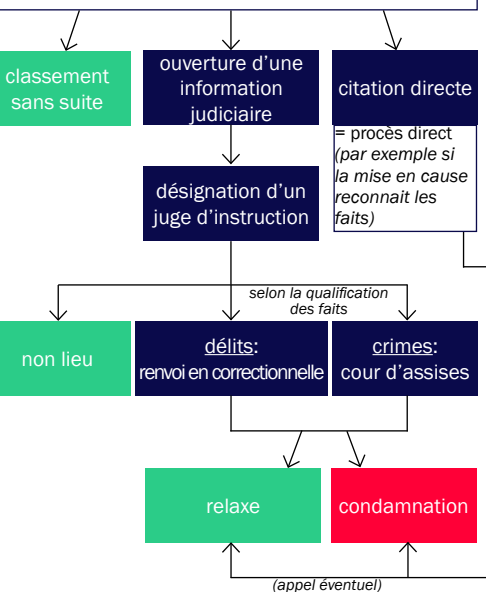 classement
sans suite
ouverture d'une
information
judiciaire
citation directe
= procès direct
(par exemple si
la mise en cause
reconnait les
faits)
désignation d'un
juge d'instruction
selon la qualification
des faits
non lieu
délits:
renvoi en correctionnelle
crimes:
cour d'assises
relaxe
condamnation
(appel éventuel)